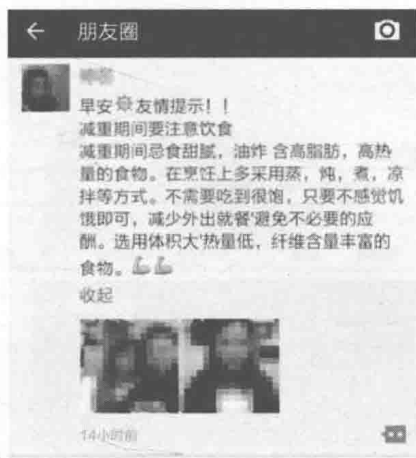 朋友圈
早安☼友情提示！！
减重期间要注意饮食
减重期间忌食甜腻，油炸 含高脂肪，高热
量的食物。在烹饪上多采用蒸，炖，煮，凉
拌等方式。不需要吃到很饱，只要不感觉饥
饿即可，减少外出就餐'避免不必要的应
酬。选用体积大'热量低，纤维含量丰富的
食物。💪💪
收起
14小时前